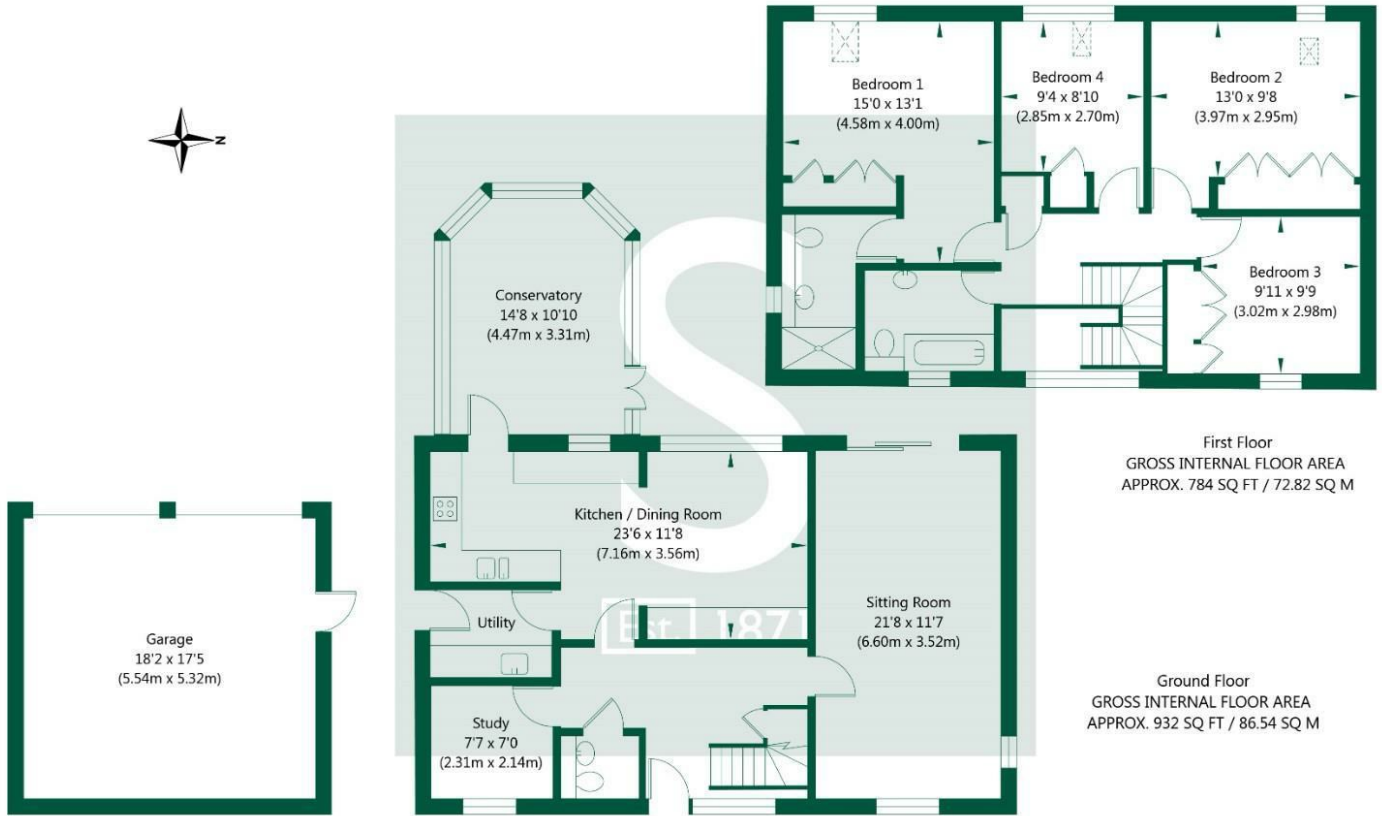 N
Bedroom 1
15'0 x 13'1
(4.58m x 4.00m)
Bedroom 4
9'4 x 8'10
(2.85m x 2.70m)
Bedroom 2
13'0 x 9'8
(3.97m x 2.95m)
Bedroom 3
9'11 x 9'9
(3.02m x 2.98m)
First Floor
GROSS INTERNAL FLOOR AREA
APPROX. 784 SQ FT / 72.82 SQ M
Conservatory
14'8 x 10'10
(4.47m x 3.31m)
S
Kitchen / Dining Room
23'6 x 11'8
(7.16m x 3.56m)
Est. 1871
Utility
Sitting Room
21'8 x 11'7
(6.60m x 3.52m)
Garage
18'2 x 17'5
(5.54m x 5.32m)
Study
7'7 x 7'0
(2.31m x 2.14m)
Ground Floor
GROSS INTERNAL FLOOR AREA
APPROX. 932 SQ FT / 86.54 SQ M